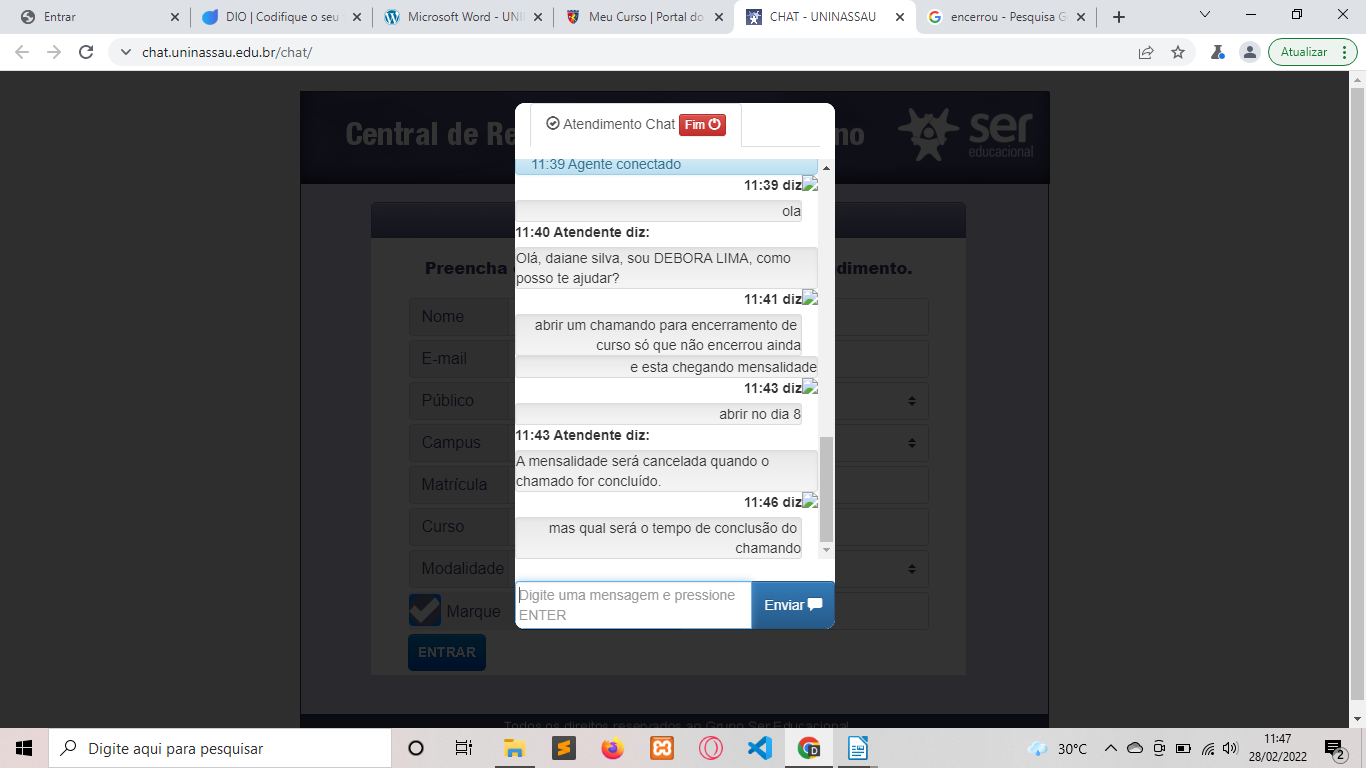 Entrar
DIO | Codifique o seu
Microsoft Word - UNI
Meu Curso | Portal do
CHAT - UNINASSAU
encerrou - Pesquisa G
chat.uninassau.edu.br/chat/
Atualizar
Central de Re
no
ser
educacional
Atendimento Chat Fim
11:39 Agente conectado
11:39 diz
ola
11:40 Atendente diz:
Olá, daiane silva, sou DEBORA LIMA, como
posso te ajudar?
11:41 diz
abrir um chamando para encerramento de
curso só que não encerrou ainda
e esta chegando mensalidade
11:43 diz
abrir no dia 8
11:43 Atendente diz:
A mensalidade será cancelada quando o
chamado for concluído.
11:46 diz
mas qual será o tempo de conclusão do
chamando
Digite uma mensagem e pressione
ENTER
Enviar
Preencha
dimento.
Nome
E-mail
Público
Campus
Matrícula
Curso
Modalidade
Marque
ENTRAR
Todos os direitos reservados ao Grupo Ser Educacional
Digite aqui para pesquisar
30°C
11:47
28/02/2022
2